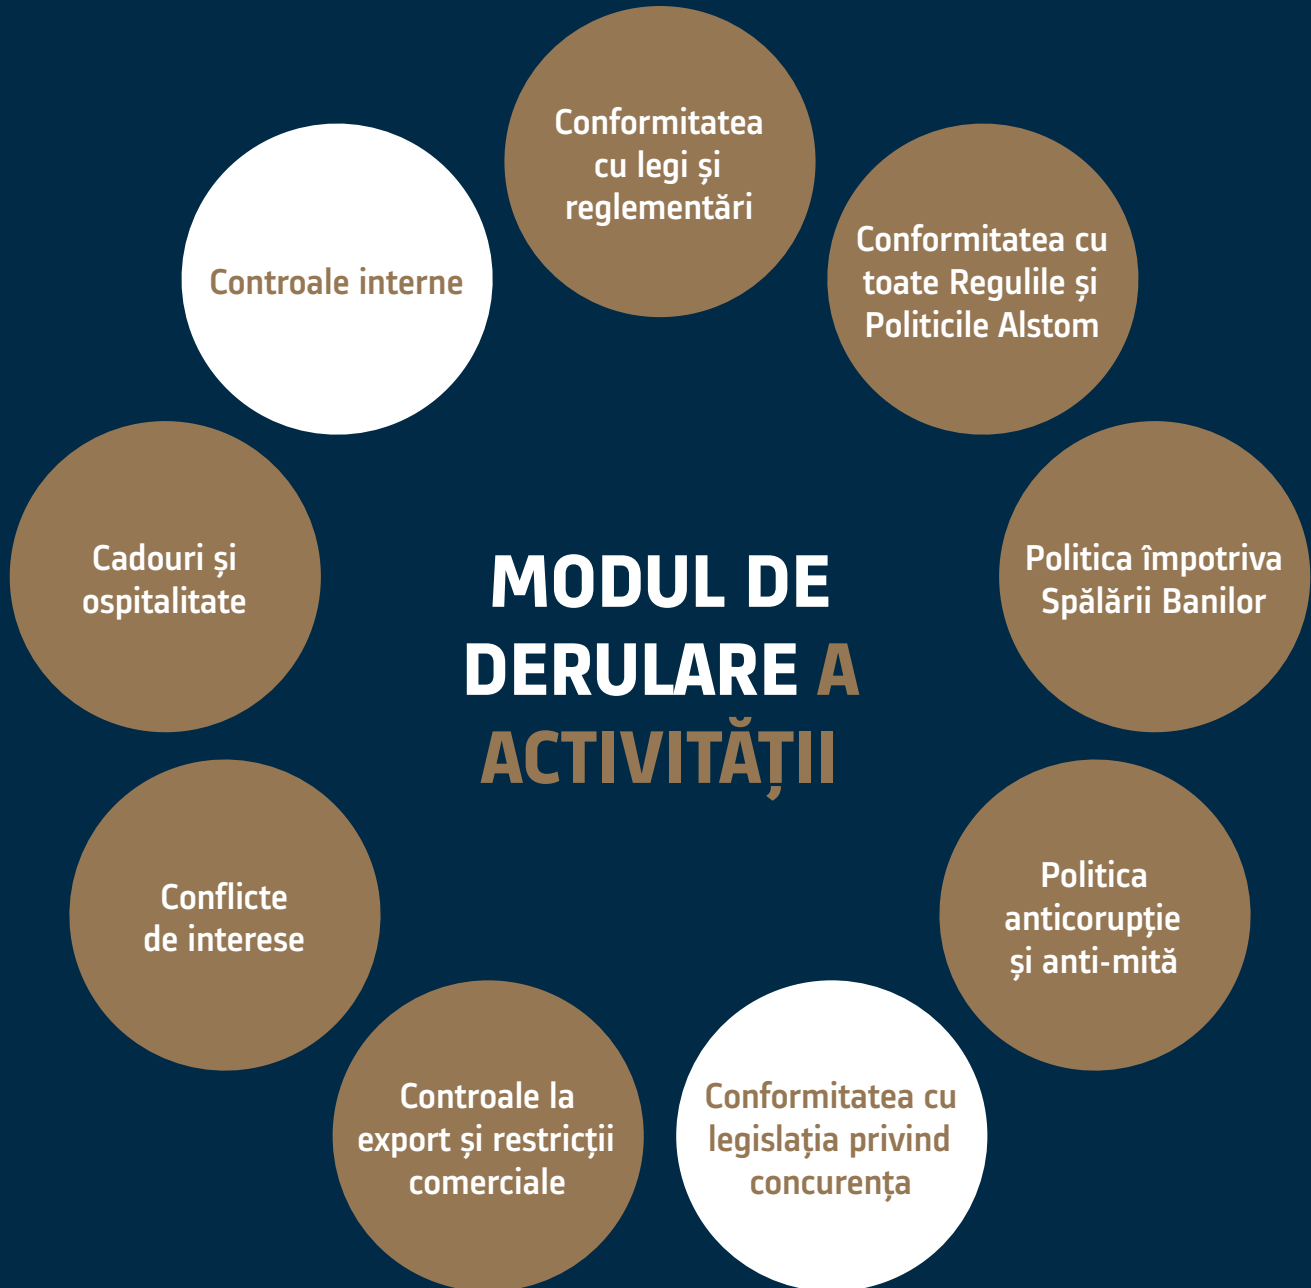 Conformitatea
cu legi și
reglementări
Conformitatea cu
toate Regulile și
Politicile Alstom
Politica împotriva
Spălării Banilor
Politica
anticorupție
și anti-mită
Conformitatea cu
legislația privind
concurența
Controale la
export și restricții
comerciale
Conflicte
de interese
Cadouri și
ospitalitate
Controale interne
MODUL DE
DERULARE A
ACTIVITĂȚII